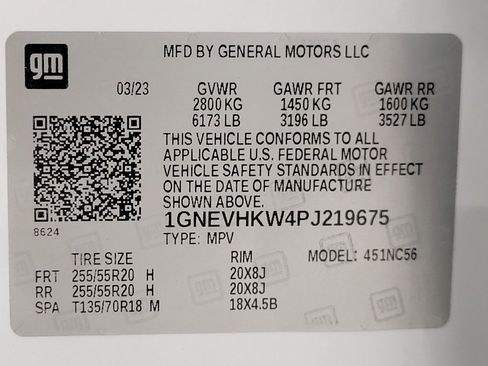 gm
MFD BY GENERAL MOTORS LLC
03/23 GVWR GAWR FRT GAWR RR
2800 KG 1450 KG 1600 KG
6173 LB 3196 LB 3527 LB
THIS VEHICLE CONFORMS TO ALL
APPLICABLE U.S. FEDERAL MOTOR
VEHICLE SAFETY STANDARDS IN EFFECT
ON THE DATE OF MANUFACTURE
SHOWN ABOVE.
1GNEVHKW4PJ219675
8624
TYPE: MPV
TIRE SIZE RIM MODEL: 451NC56
FRT 255/55R20 H 20X8J
RR 255/55R20 H 20X8J
SPA T135/70R18 M 18X4.5B